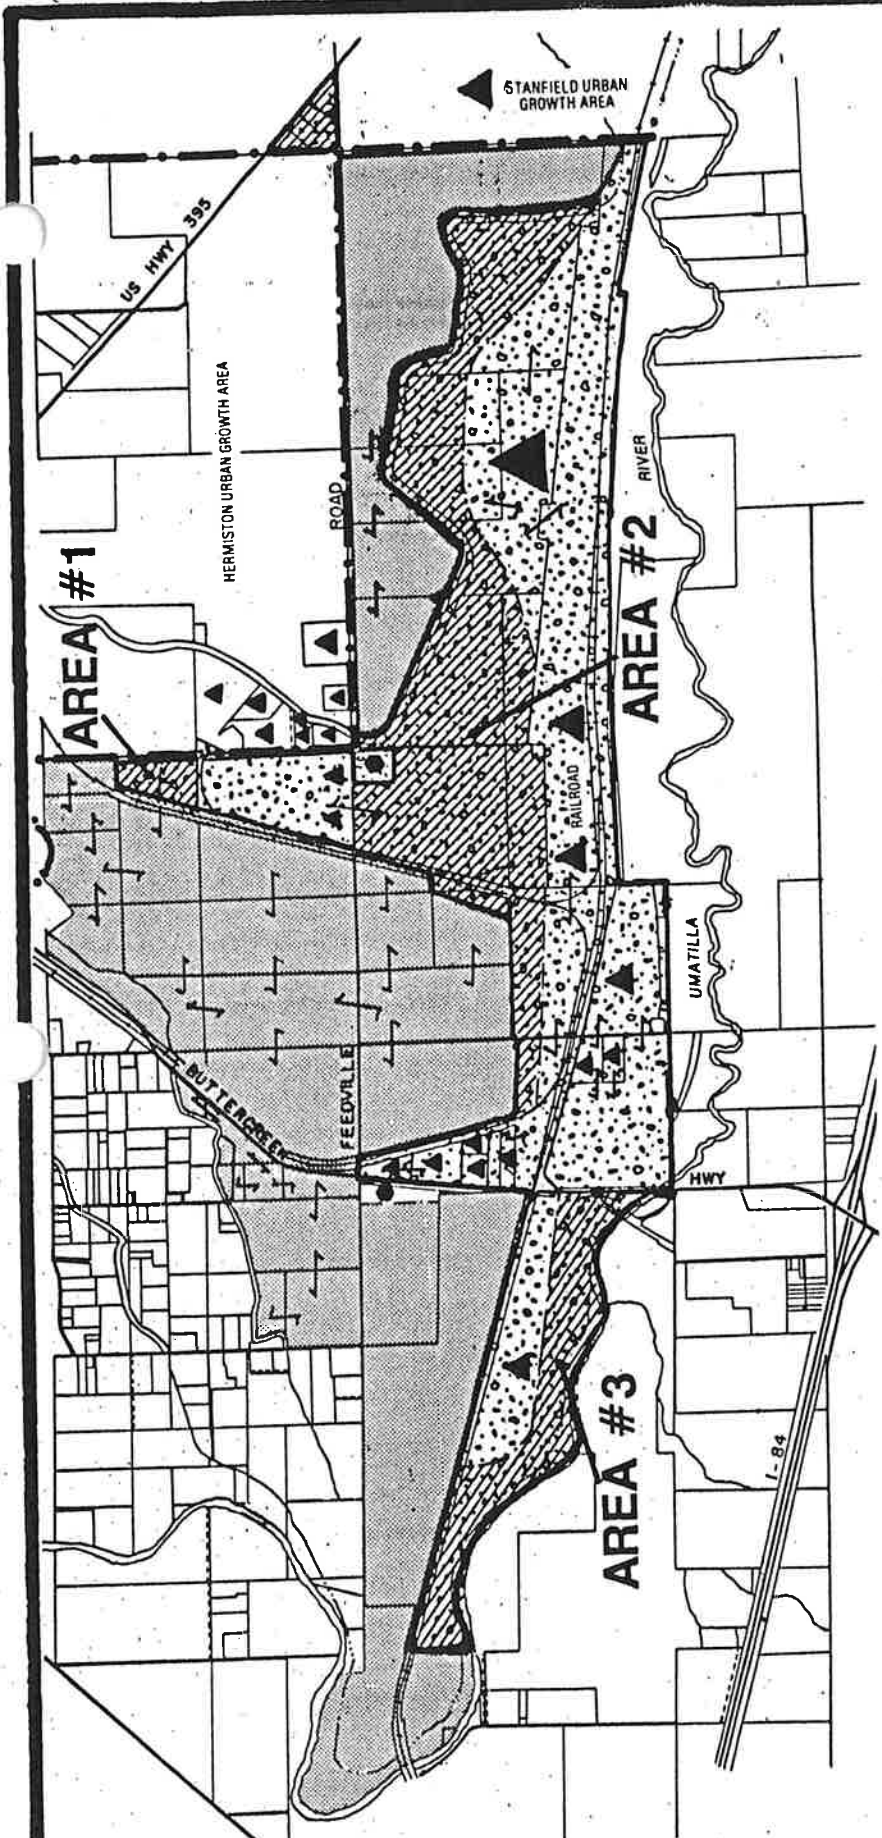 STANFIELD URBAN
GROWTH AREA
US HWY 395
HERMISTON URBAN GROWTH AREA
ROAD
AREA #1
RIVER
AREA #2
RAILROAD
UMATILLA
BUTTERCREEK
FEEDVILLE
HWY
AREA #3
I-84